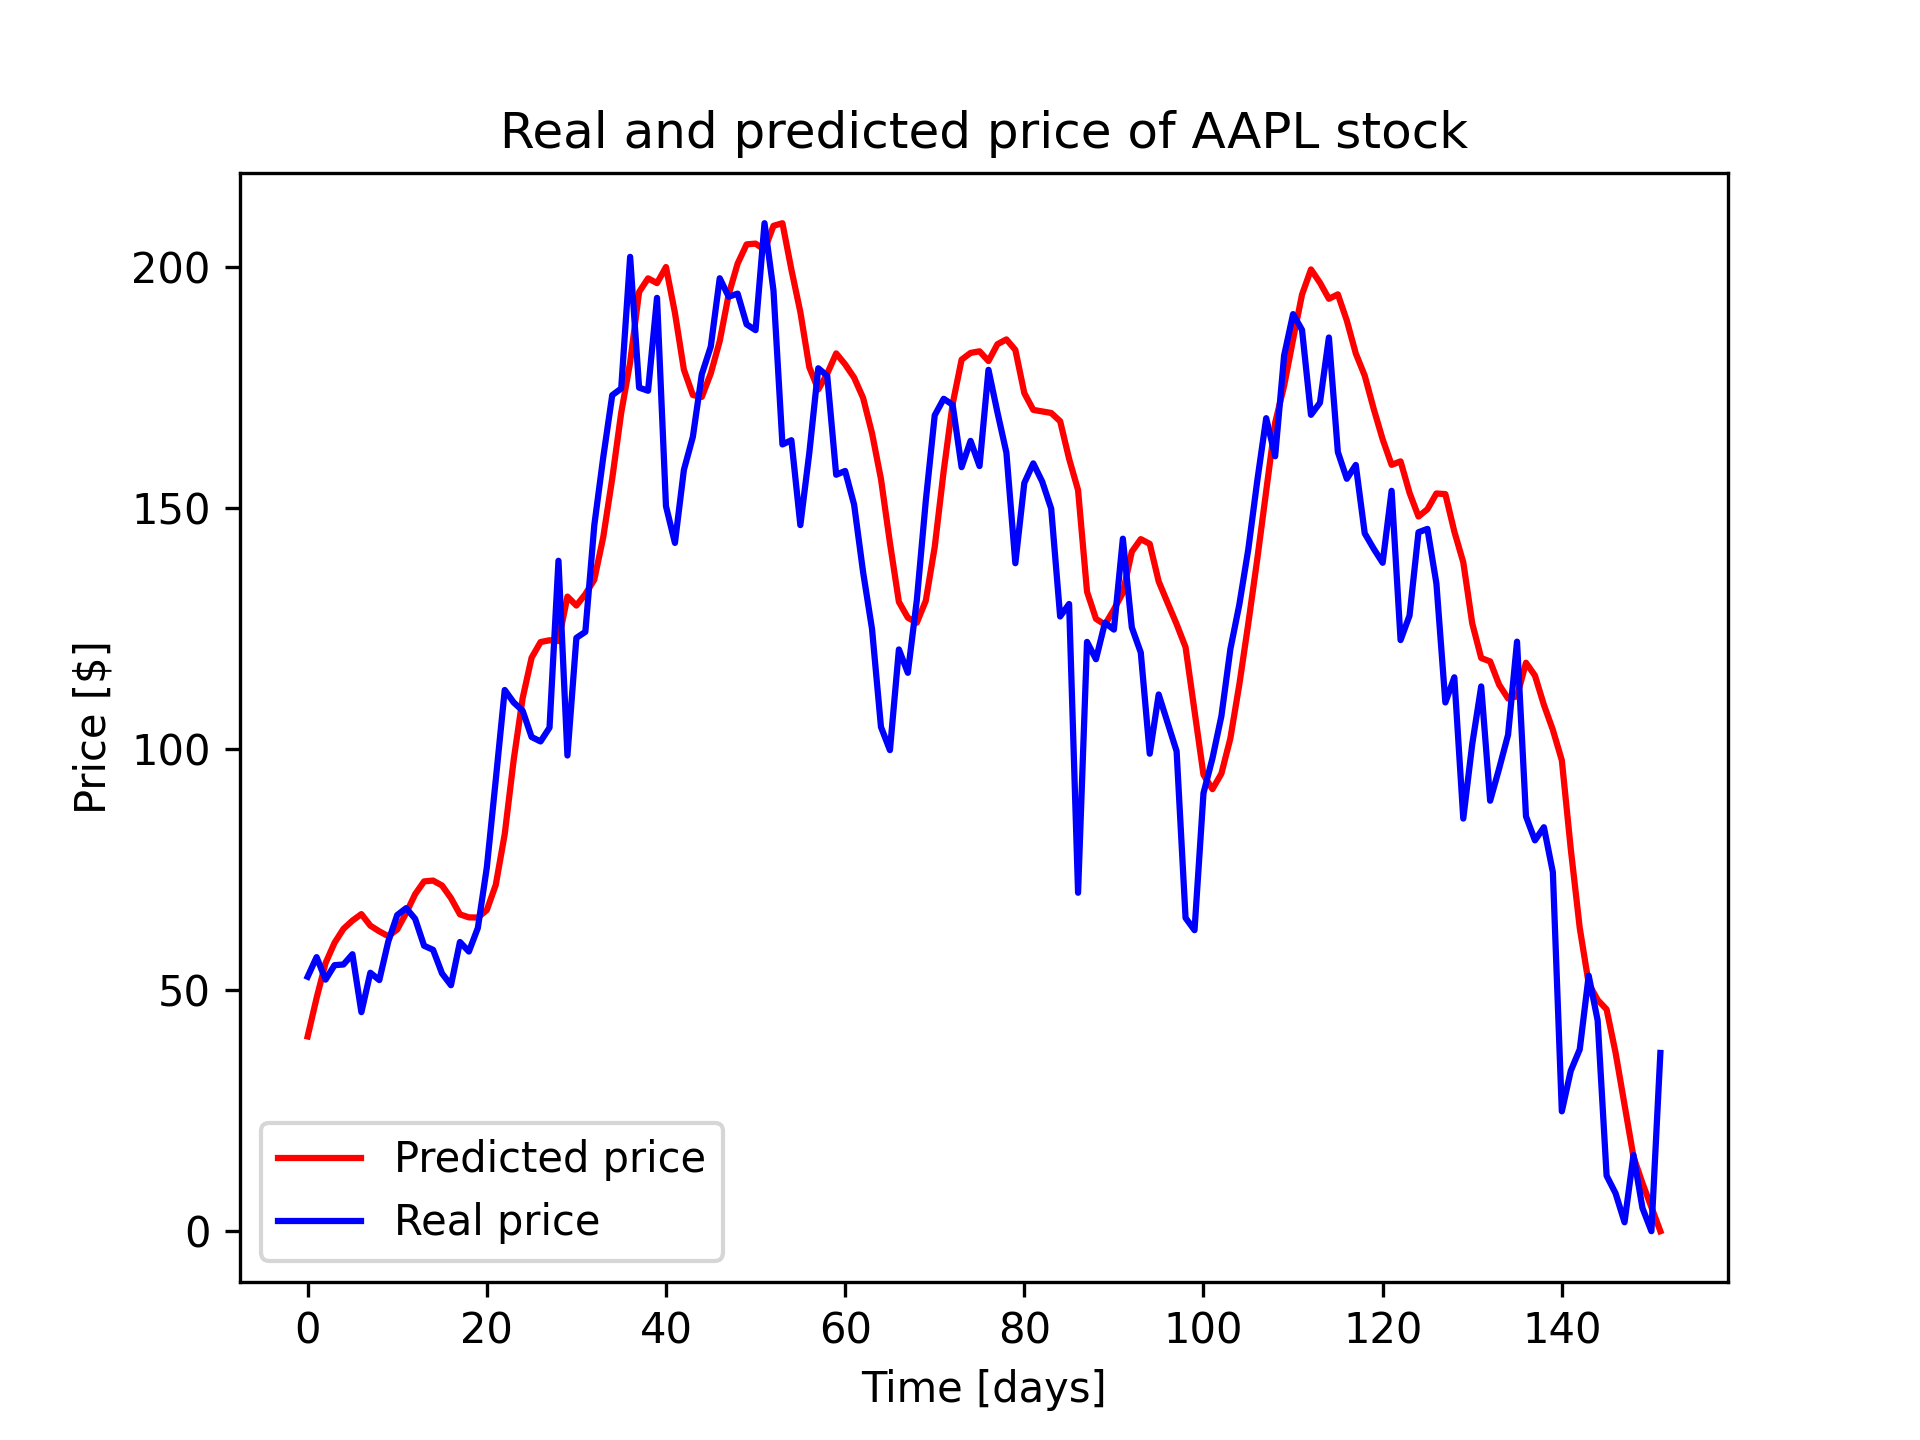 Real and predicted price of AAPL stock
Price [$]
200
150
100
50
0
Predicted price
Real price
0 20 40 60 80 100 120 140
Time [days]